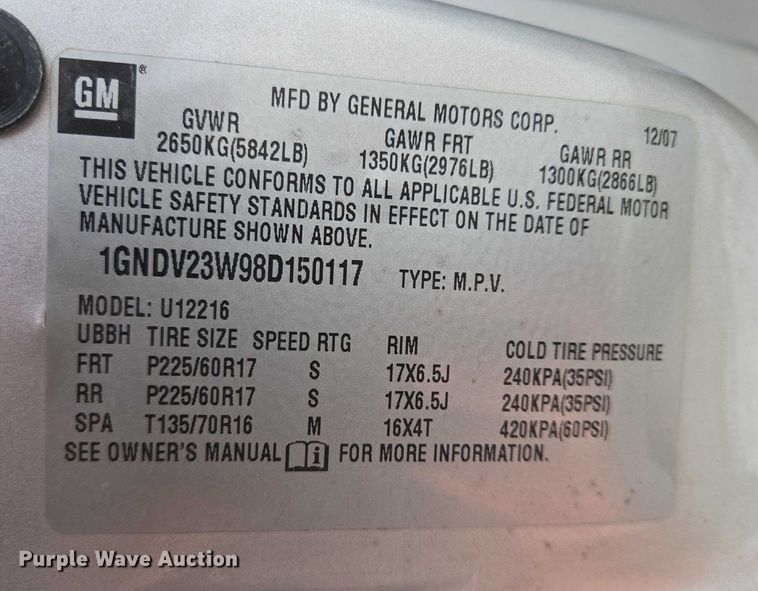 GM ®
MFD BY GENERAL MOTORS CORP. 12/07
GVWR GAWR FRT GAWR RR
2650KG(5842LB) 1350KG(2976LB) 1300KG(2866LB)
THIS VEHICLE CONFORMS TO ALL APPLICABLE U.S. FEDERAL MOTOR
VEHICLE SAFETY STANDARDS IN EFFECT ON THE DATE OF
MANUFACTURE SHOWN ABOVE.
1GNDV23W98D150117 TYPE: M.P.V.
MODEL: U12216
UBBH TIRE SIZE SPEED RTG RIM COLD TIRE PRESSURE
FRT P225/60R17 S 17X6.5J 240KPA(35PSI)
RR P225/60R17 S 17X6.5J 240KPA(35PSI)
SPA T135/70R16 M 16X4T 420KPA(60PSI)
SEE OWNER'S MANUAL i FOR MORE INFORMATION.
Purple Wave Auction